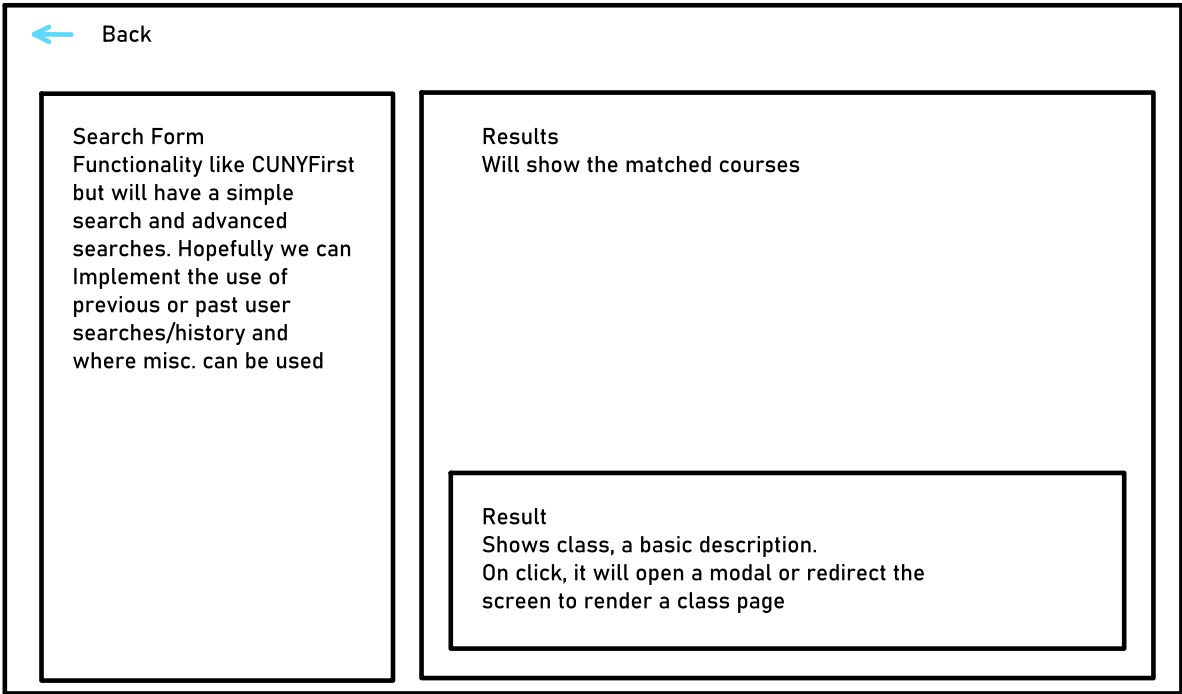 Back
Search Form
Functionality like CUNYFirst
but will have a simple
search and advanced
searches. Hopefully we can
Implement the use of
previous or past user
searches/history and
where misc. can be used
Results
Will show the matched courses
Result
Shows class, a basic description.
On click, it will open a modal or redirect the
screen to render a class page